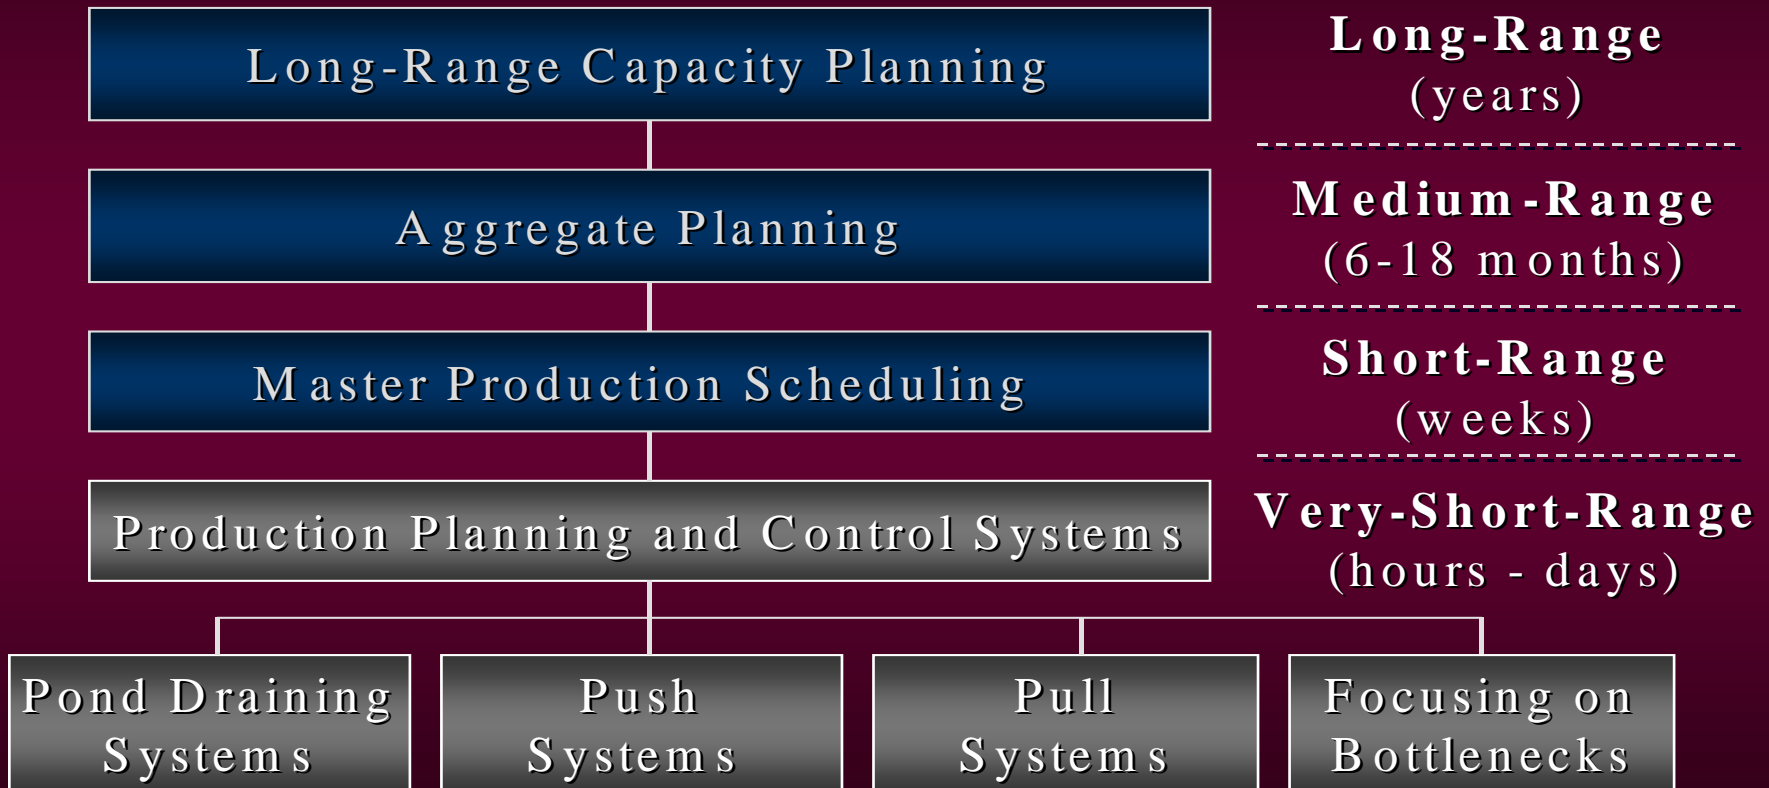 Long-Range Capacity Planning
Long-Range
(years)
Aggregate Planning
Medium-Range
(6-18 months)
Master Production Scheduling
Short-Range
(weeks)
Production Planning and Control Systems
Very-Short-Range
(hours - days)
Pond Draining
Systems
Push
Systems
Pull
Systems
Focusing on
Bottlenecks